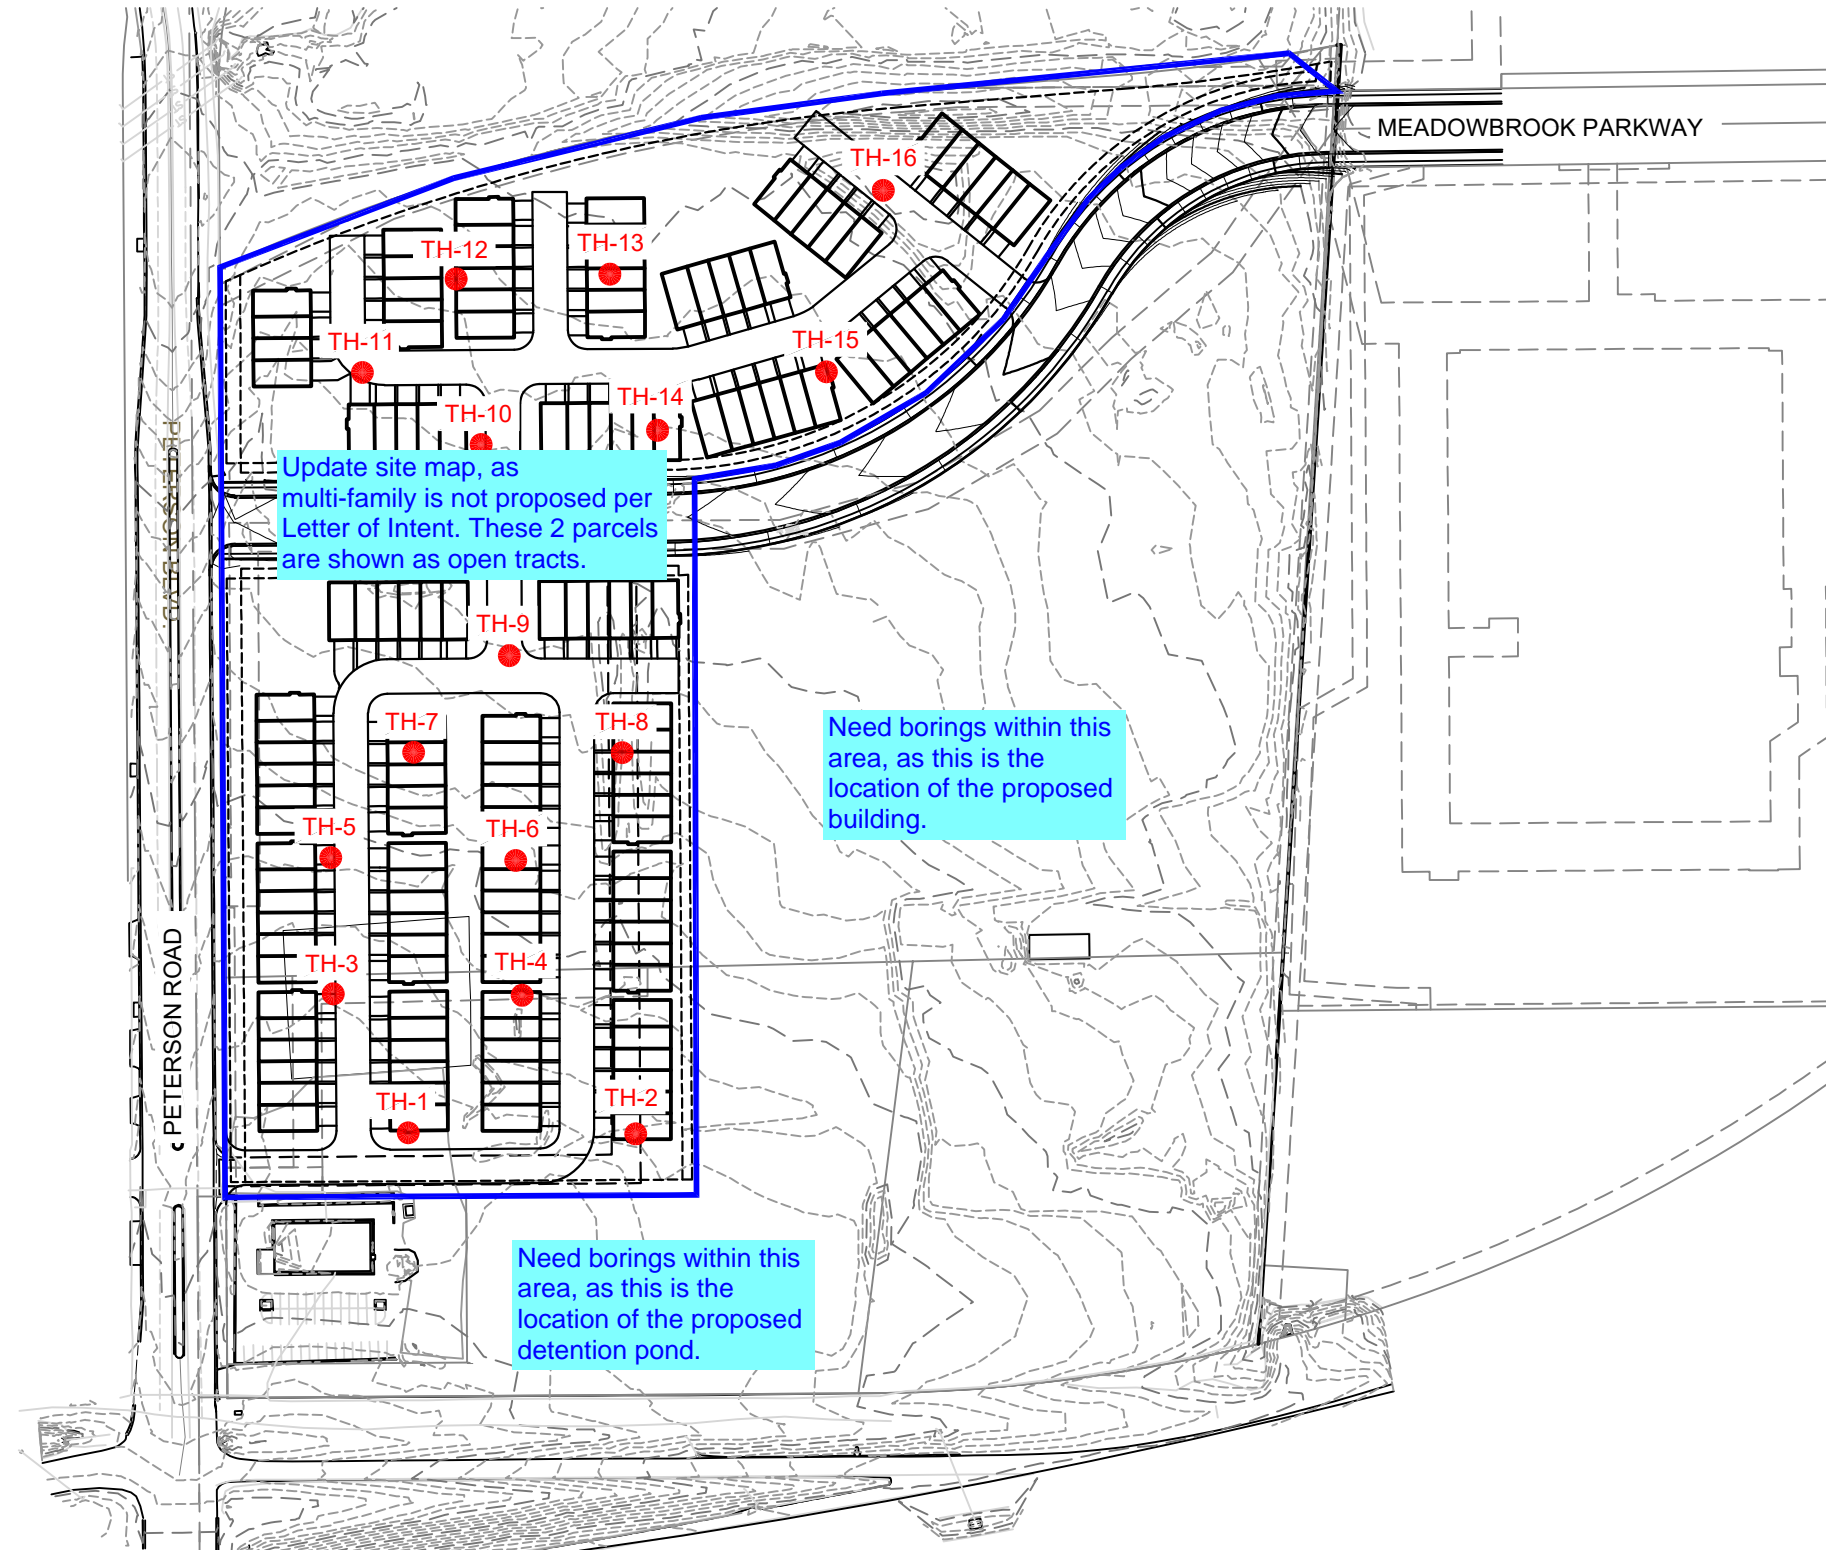 MEADOWBROOK PARKWAY
TH-16
TH-12
TH-13
TH-11
TH-15
TH-14
TH-10
Update site map, as
multi-family is not proposed per
Letter of Intent. These 2 parcels
are shown as open tracts.
TH-9
TH-7
TH-8
Need borings within this
area, as this is the
location of the proposed
building.
TH-5
TH-6
TH-3
TH-4
PETERSON ROAD
TH-1
TH-2
Need borings within this
area, as this is the
location of the proposed
detention pond.